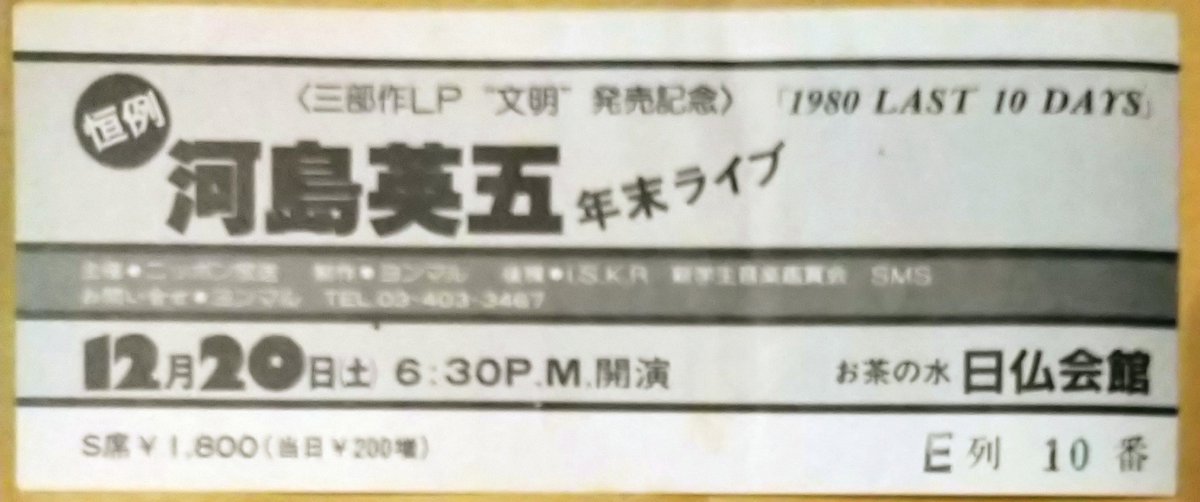 〈三部作LP "文明" 発売記念〉 「1980 LAST 10 DAYS」
恒例
河島英五 年末ライブ
主催●ニッポン放送 製作●ヨンマル 後援●I.S.K.R 新学生音楽鑑賞会 SMS
お問い合せ●ヨンマル TEL.03-403-3467
12月20日(土) 6:30P.M.開演 お茶の水 日仏会館
S席¥1,800(当日¥200増) E列 10番